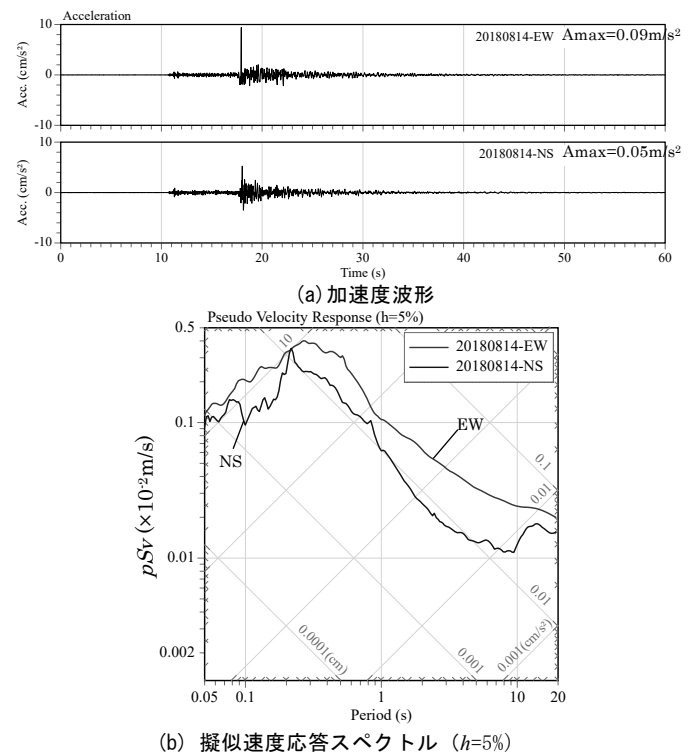 Acceleration
10
0
-10
Acc. (cm/s²)
20180814-EW Amax=0.09m/s²
10
0
-10
Acc. (cm/s²)
20180814-NS Amax=0.05m/s²
0 10 20 30 40 50 60
Time (s)
(a)加速度波形
Pseudo Velocity Response (h=5%)
0.5
0.1
0.01
0.002
pSv (×10⁻²m/s)
20180814-EW
20180814-NS
10
EW
NS
0.1
0.01
0.01
0.0001(cm)
0.001
0.001(cm/s²)
0.05 0.1 1 10 20
Period (s)
(b) 擬似速度応答スペクトル (h=5%)